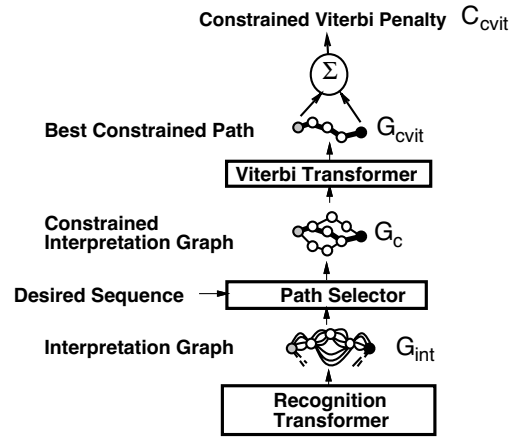 Constrained Viterbi Penalty C_cvit
Σ
Best Constrained Path G_cvit
Viterbi Transformer
Constrained
Interpretation Graph G_c
Desired Sequence Path Selector
Interpretation Graph G_int
Recognition
Transformer